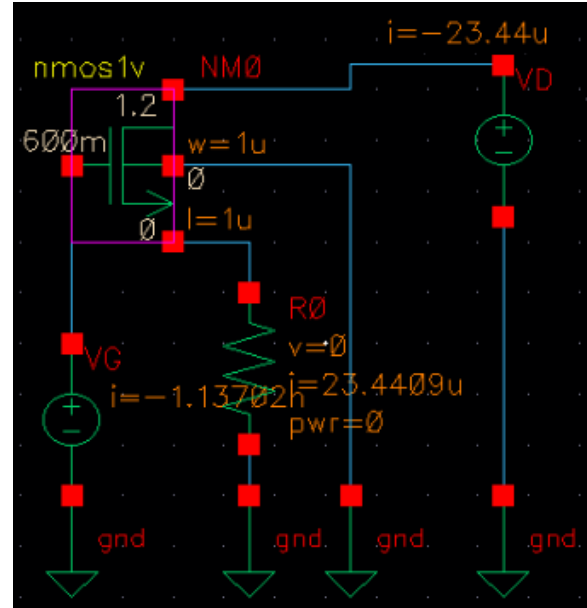 i=-23.44u
nmos1v NM0 VD
1.2
600m w=1u
0
0 l=1u
R0
v=0
VG
i=-1.13702n i=23.4409u
pwr=0
gnd gnd gnd gnd